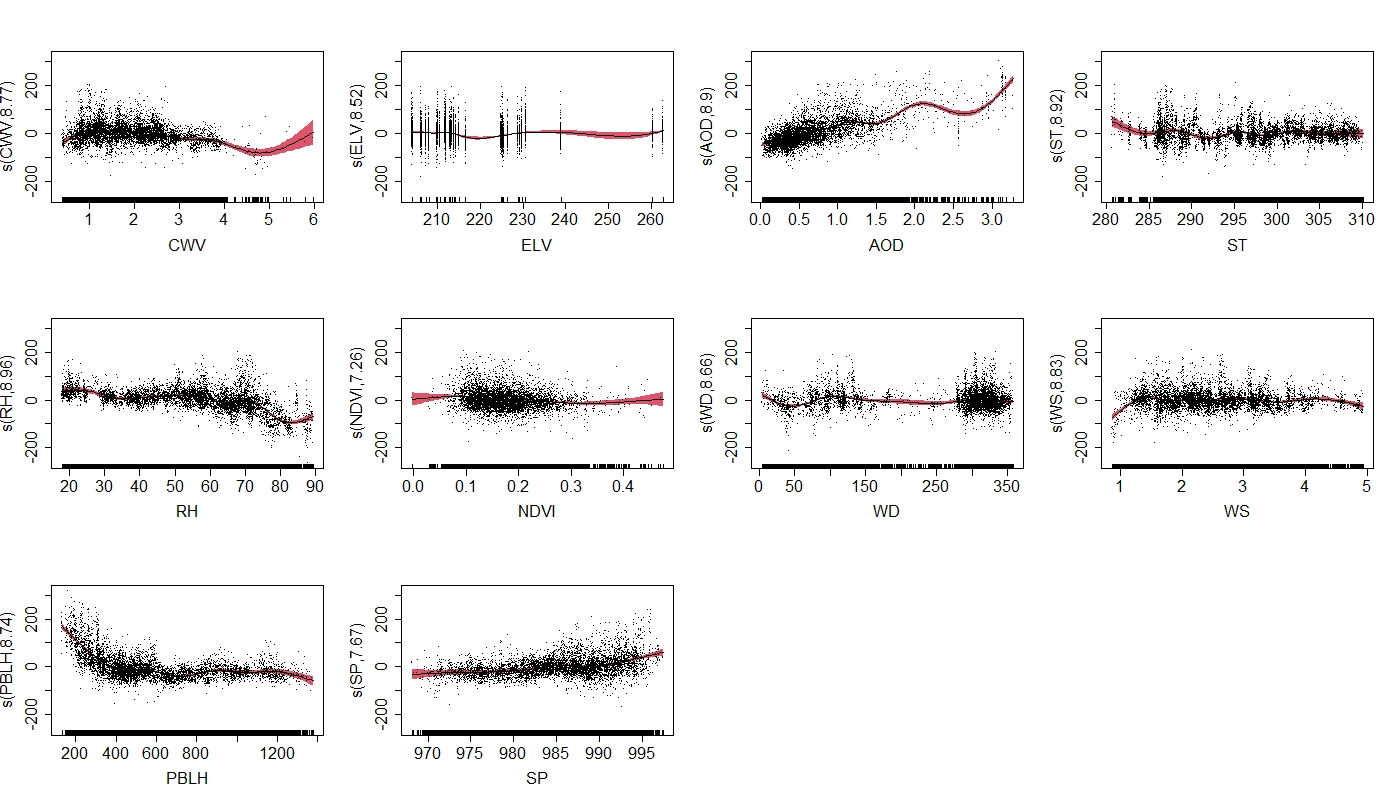 s(CWV,8.77)
-200 0 200
1 2 3 4 5 6
CWV
s(ELV,8.52)
-200 0 200
210 220 230 240 250 260
ELV
s(AOD,8.9)
-200 0 200
0.0 0.5 1.0 1.5 2.0 2.5 3.0
AOD
s(ST,8.92)
-200 0 200
280 285 290 295 300 305 310
ST
s(RH,8.96)
-200 0 200
20 30 40 50 60 70 80 90
RH
s(NDVI,7.26)
-200 0 200
0.0 0.1 0.2 0.3 0.4
NDVI
s(WD,8.66)
-200 0 200
0 50 150 250 350
WD
s(WS,8.83)
-200 0 200
1 2 3 4 5
WS
s(PBLH,8.74)
-200 0 200
200 400 600 800 1200
PBLH
s(SP,7.67)
-200 0 200
970 975 980 985 990 995
SP